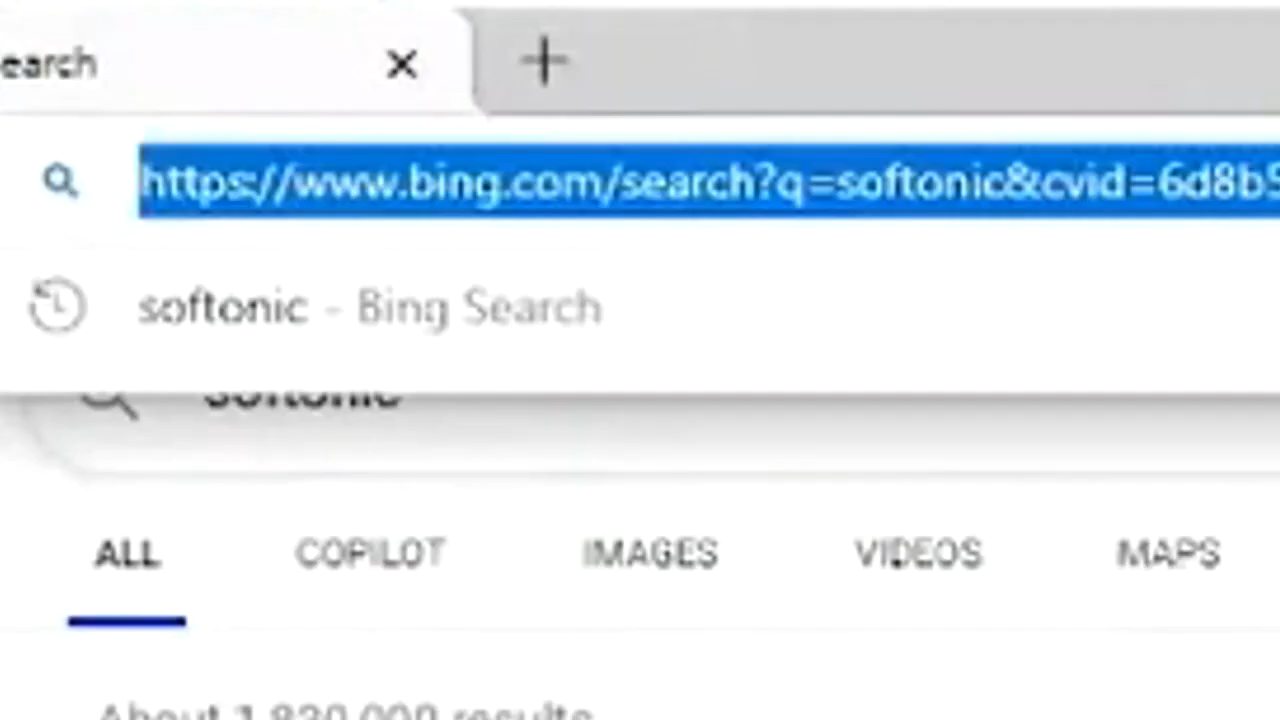 earch
https://www.bing.com/search?q=softonic&cvid=6d8b5
softonic - Bing Search
softonic
ALL COPILOT IMAGES VIDEOS MAPS
About 1,830,000 results